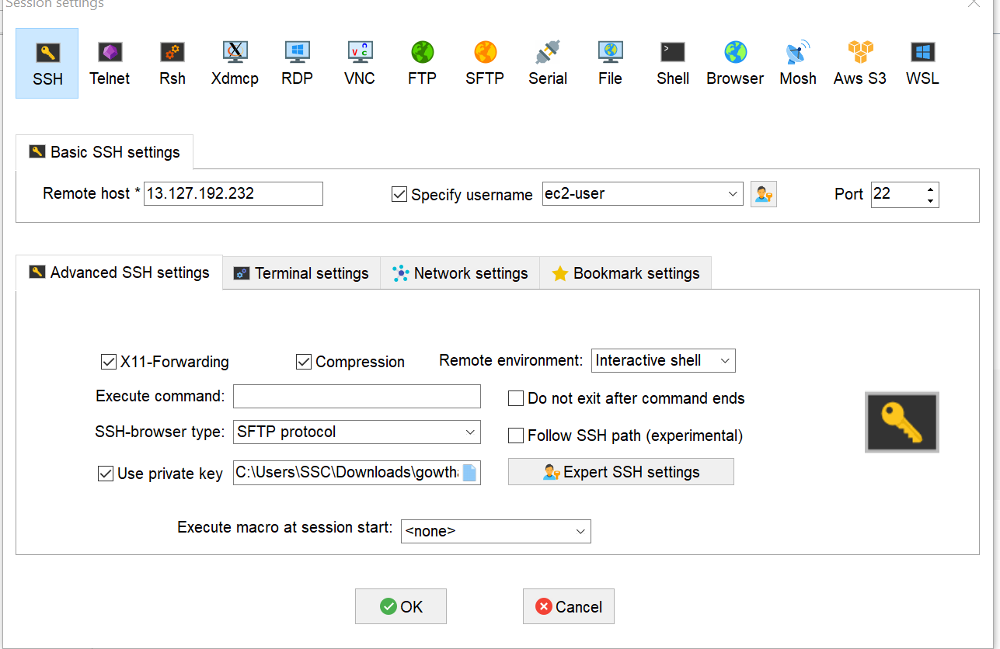 Session settings
SSH Telnet Rsh Xdmcp RDP VNC FTP SFTP Serial File Shell Browser Mosh Aws S3 WSL
Basic SSH settings
Remote host * 13.127.192.232 Specify username ec2-user Port 22
Advanced SSH settings Terminal settings Network settings Bookmark settings
X11-Forwarding Compression Remote environment: Interactive shell
Execute command: Do not exit after command ends
SSH-browser type: SFTP protocol Follow SSH path (experimental)
Use private key C:\Users\SSC\Downloads\gowtha Expert SSH settings
Execute macro at session start: <none>
OK Cancel